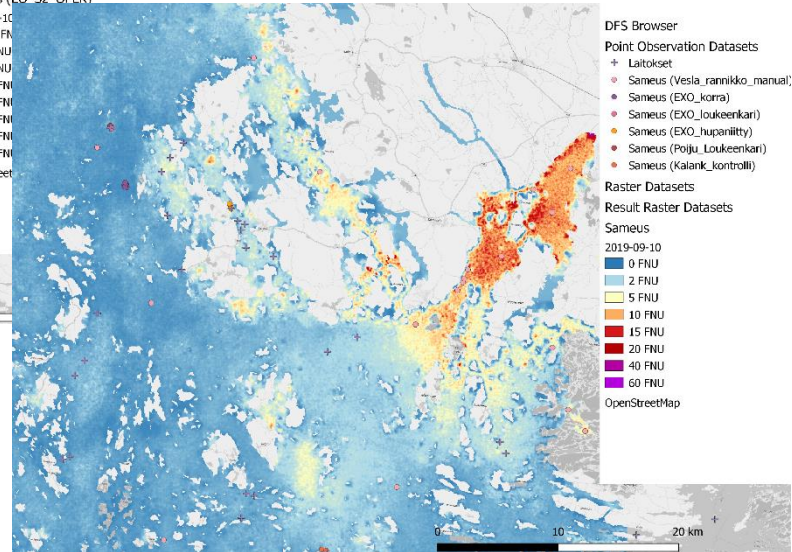 DFS Browser
Point Observation Datasets
Laitokset
Sameus (Vesla_rannikko_manual)
Sameus (EXO_korra)
Sameus (EXO_loukeenkari)
Sameus (EXO_hupaniitty)
Sameus (Poiju_Loukeenkari)
Sameus (Kalank_kontrolli)
Raster Datasets
Result Raster Datasets
Sameus
2019-09-10
0 FNU
2 FNU
5 FNU
10 FNU
15 FNU
20 FNU
40 FNU
60 FNU
OpenStreetMap
0 10 20 km